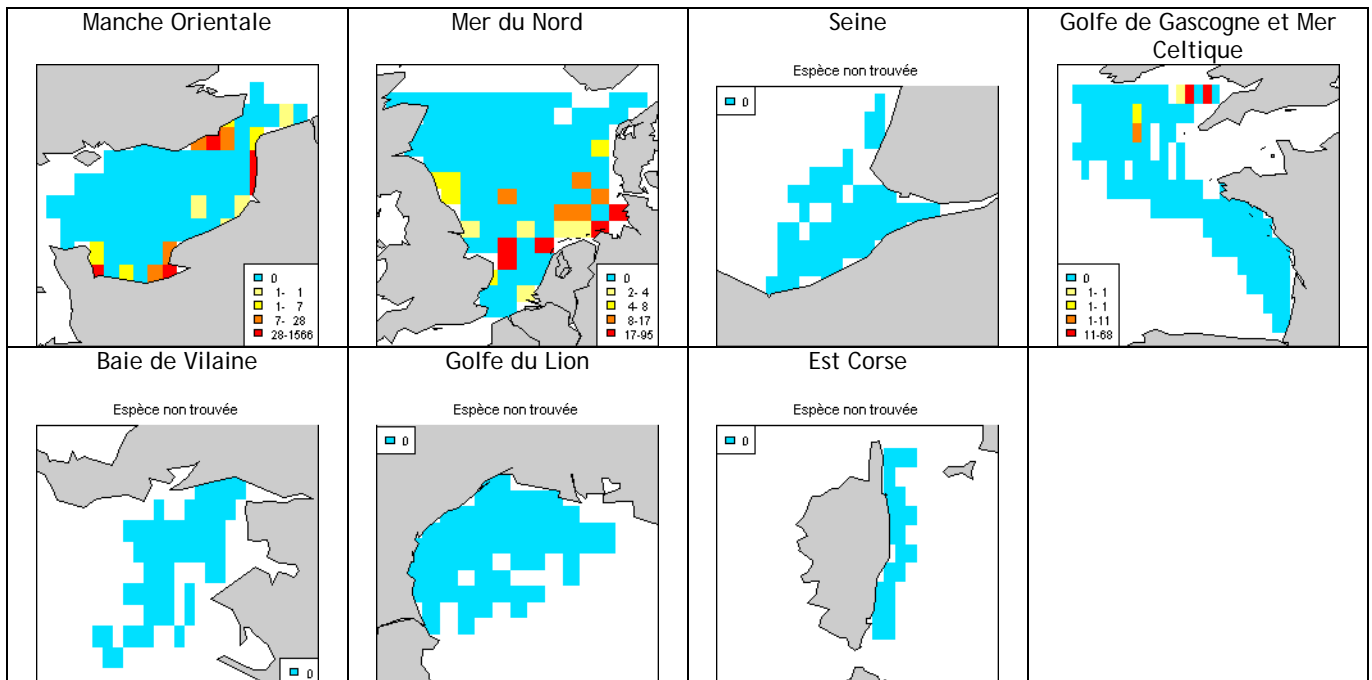 Manche Orientale
0
1- 1
1- 7
7- 28
28-1566
Mer du Nord
0
2- 4
4- 8
8-17
17-95
Seine
Espèce non trouvée
0
Golfe de Gascogne et Mer
Celtique
0
1- 1
1- 1
1-11
11-68
Baie de Vilaine
Espèce non trouvée
0
Golfe du Lion
Espèce non trouvée
0
Est Corse
Espèce non trouvée
0